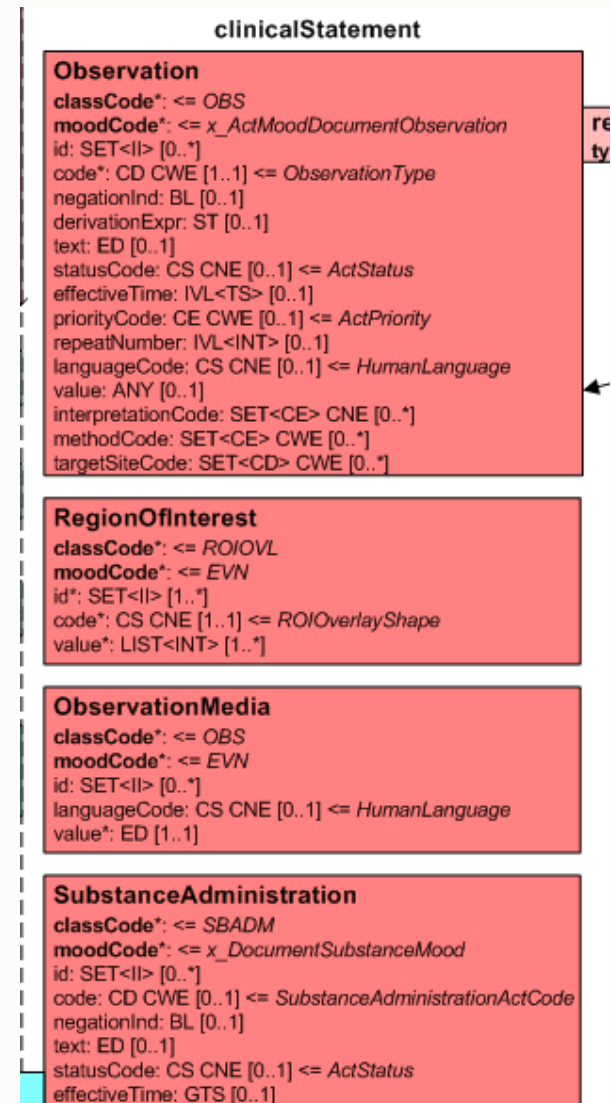 clinicalStatement
Observation
classCode*: <= OBS
moodCode*: <= x_ActMoodDocumentObservation
id: SET<II> [0..*]
code*: CD CWE [1..1] <= ObservationType
negationInd: BL [0..1]
derivationExpr: ST [0..1]
text: ED [0..1]
statusCode: CS CNE [0..1] <= ActStatus
effectiveTime: IVL<TS> [0..1]
priorityCode: CE CWE [0..1] <= ActPriority
repeatNumber: IVL<INT> [0..1]
languageCode: CS CNE [0..1] <= HumanLanguage
value: ANY [0..1]
interpretationCode: SET<CE> CNE [0..*]
methodCode: SET<CE> CWE [0..*]
targetSiteCode: SET<CD> CWE [0..*]
re
ty
RegionOfInterest
classCode*: <= ROIOVL
moodCode*: <= EVN
id*: SET<II> [1..*]
code*: CS CNE [1..1] <= ROIOverlayShape
value*: LIST<INT> [1..*]
ObservationMedia
classCode*: <= OBS
moodCode*: <= EVN
id: SET<II> [0..*]
languageCode: CS CNE [0..1] <= HumanLanguage
value*: ED [1..1]
SubstanceAdministration
classCode*: <= SBADM
moodCode*: <= x_DocumentSubstanceMood
id: SET<II> [0..*]
code: CD CWE [0..1] <= SubstanceAdministrationActCode
negationInd: BL [0..1]
text: ED [0..1]
statusCode: CS CNE [0..1] <= ActStatus
effectiveTime: GTS [0..1]